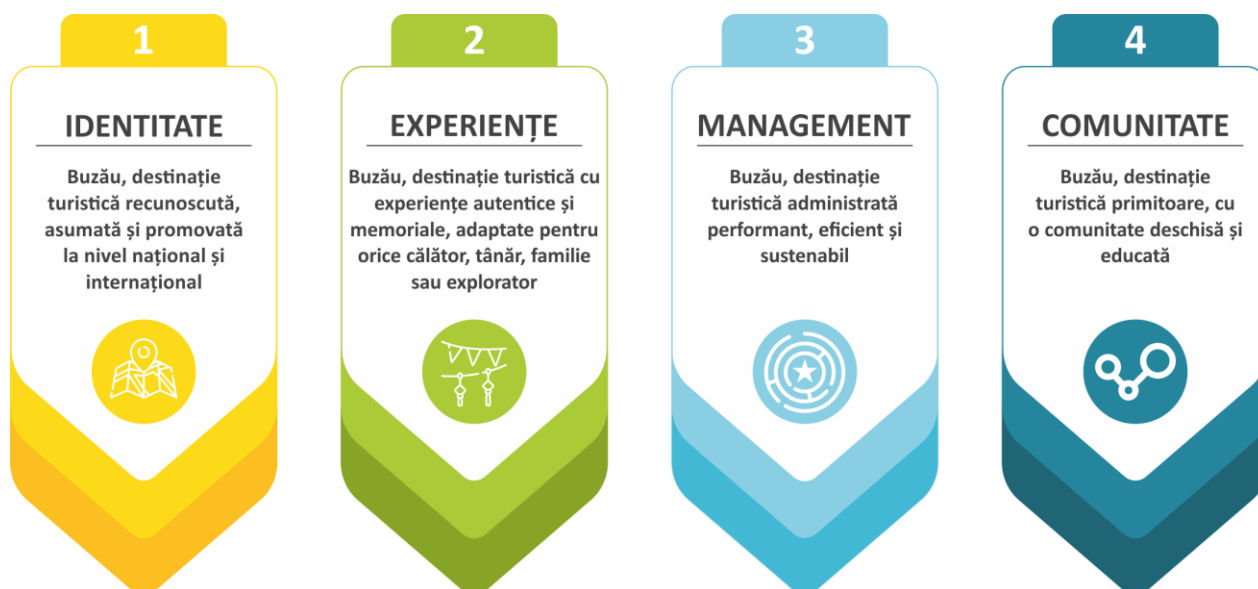 1
IDENTITATE
Buzău, destinație
turistică recunoscută,
asumată și promovată
la nivel național și
internațional
2
EXPERIENȚE
Buzău, destinație turistică cu
experiențe autentice și
memoriale, adaptate pentru
orice călător, tânăr, familie
sau explorator
3
MANAGEMENT
Buzău, destinație
turistică administrată
performant, eficient și
sustenabil
4
COMUNITATE
Buzău, destinație
turistică primitoare, cu
o comunitate deschisă și
educată